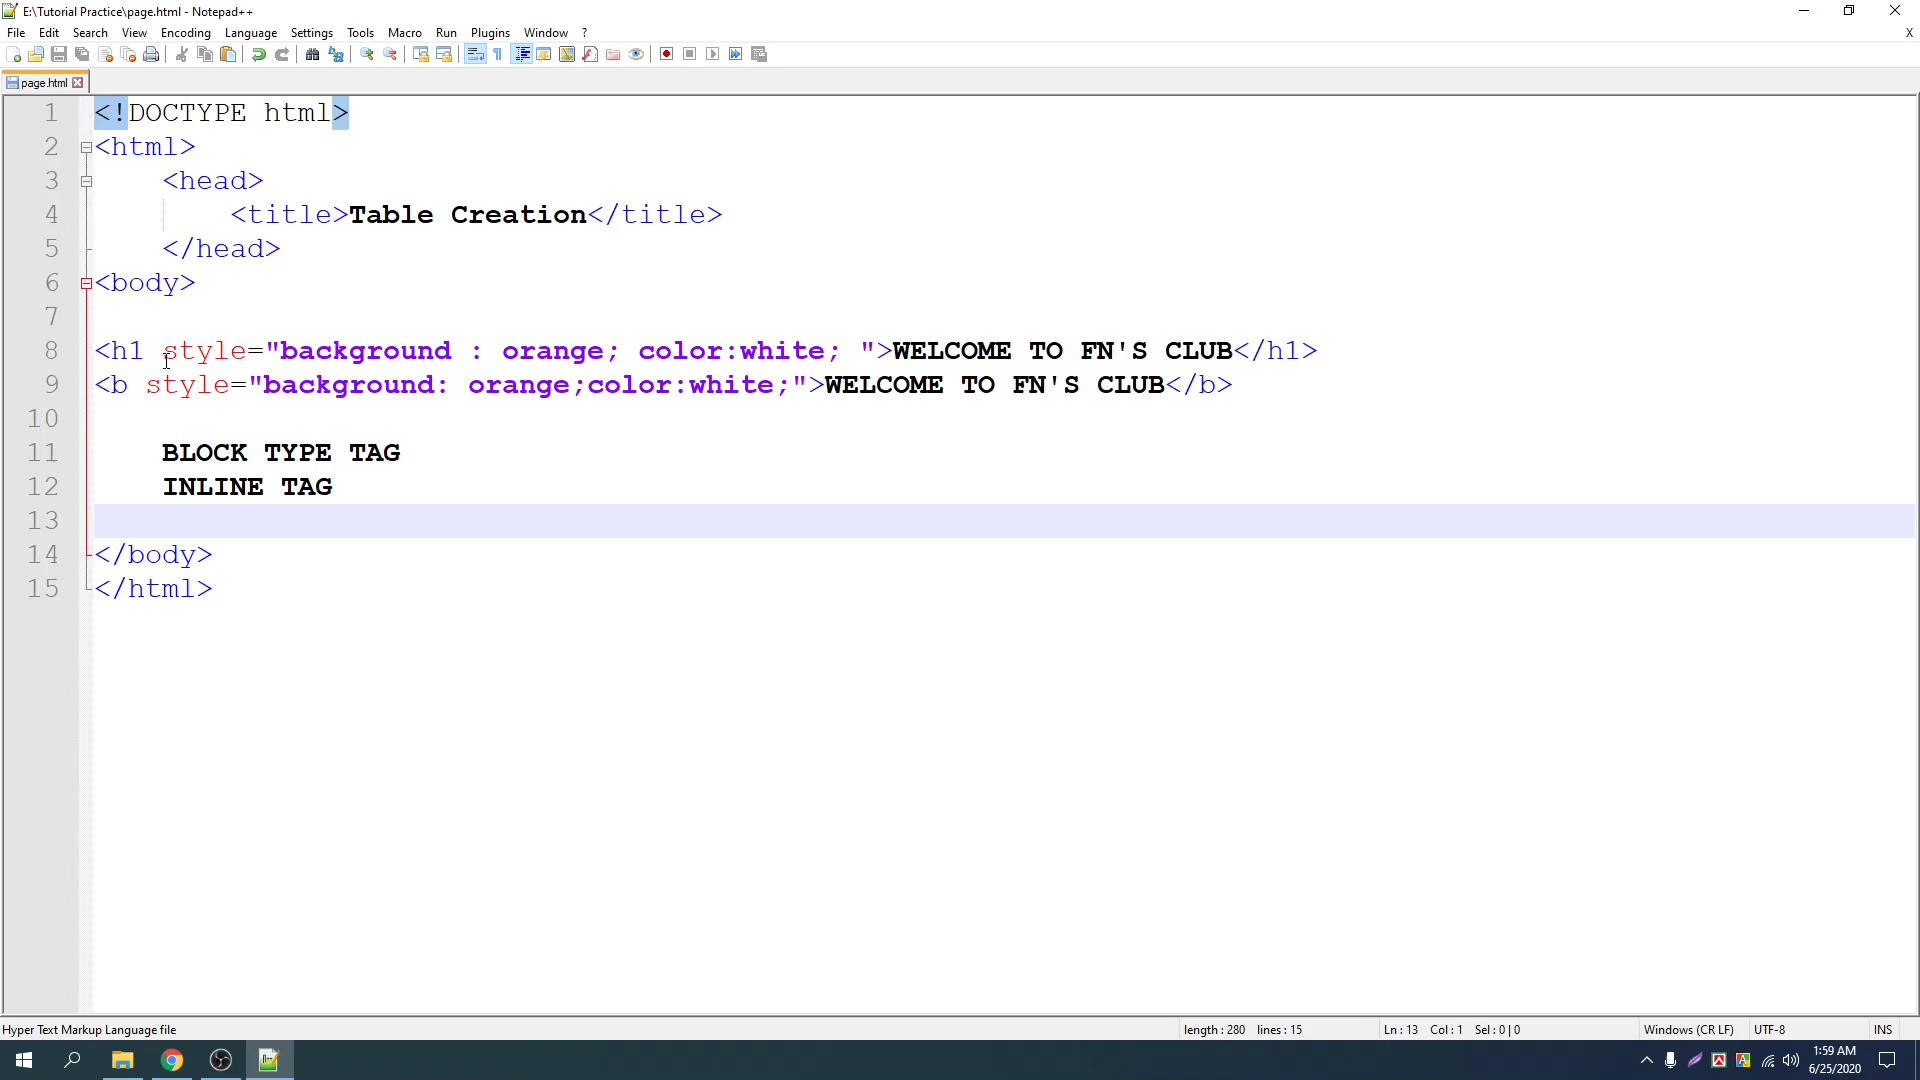 E:\Tutorial Practice\page.html - Notepad++
File Edit Search View Encoding Language Settings Tools Macro Run Plugins Window ? X
page.html
1 <!DOCTYPE html>
2 <html>
3 <head>
4 <title>Table Creation</title>
5 </head>
6 <body>
7
8 <h1 style="background : orange; color:white; ">WELCOME TO FN'S CLUB</h1>
9 <b style="background: orange;color:white;">WELCOME TO FN'S CLUB</b>
10
11 BLOCK TYPE TAG
12 INLINE TAG
13
14 </body>
15 </html>
Hyper Text Markup Language file length : 280 lines : 15 Ln : 13 Col : 1 Sel : 0 | 0 Windows (CR LF) UTF-8 INS
1:59 AM
6/25/2020